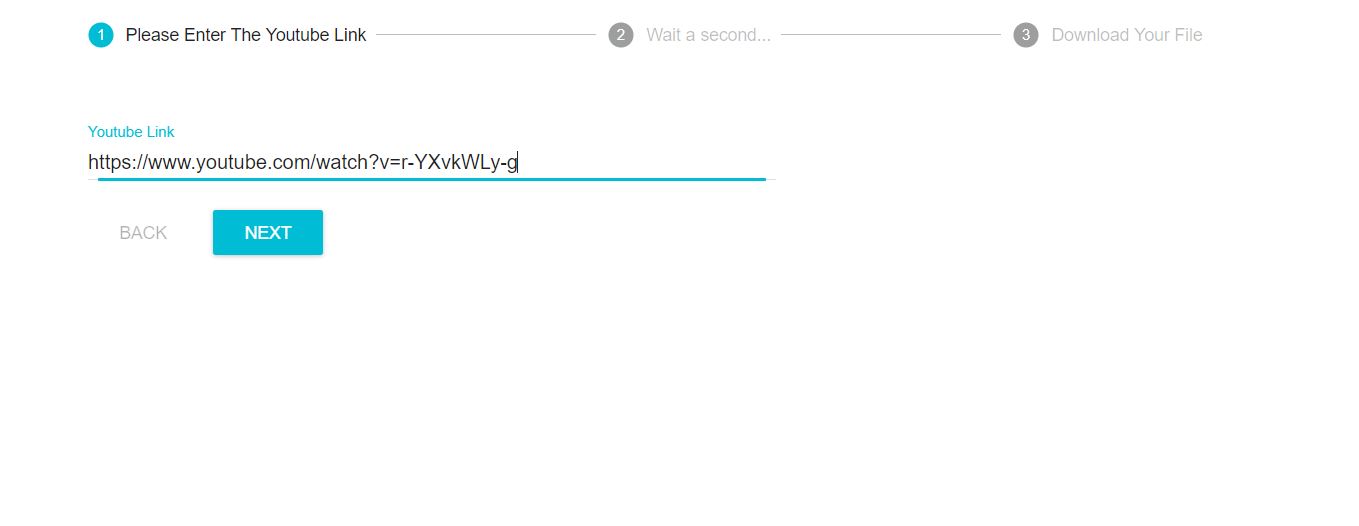 1 Please Enter The Youtube Link 2 Wait a second... 3 Download Your File
Youtube Link
https://www.youtube.com/watch?v=r-YXvkWLy-g
BACK NEXT